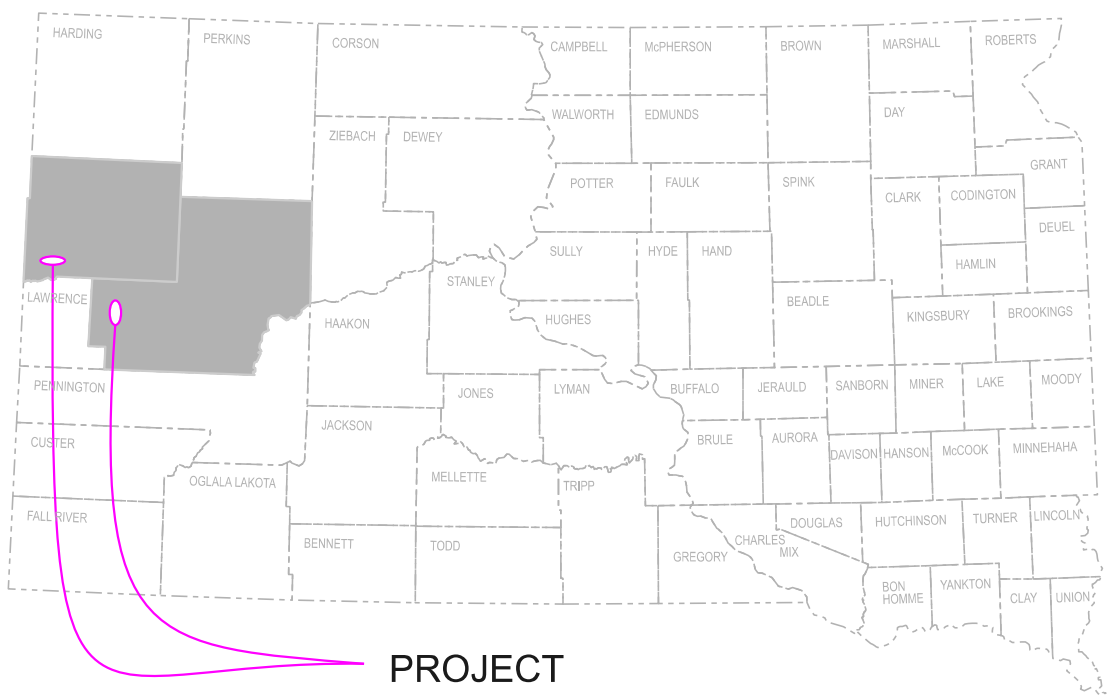 HARDING
PERKINS
CORSON
CAMPBELL
McPHERSON
BROWN
MARSHALL
ROBERTS
WALWORTH
EDMUNDS
DAY
ZIEBACH
DEWEY
GRANT
POTTER
FAULK
SPINK
CLARK
CODINGTON
DEUEL
SULLY
HYDE
HAND
HAMLIN
STANLEY
LAWRENCE
BEADLE
HAAKON
HUGHES
KINGSBURY
BROOKINGS
PENNINGTON
JONES
LYMAN
BUFFALO
JERAULD
SANBORN
MINER
LAKE
MOODY
CUSTER
JACKSON
BRULE
AURORA
DAVISON
HANSON
McCOOK
MINNEHAHA
OGLALA LAKOTA
MELLETTE
TRIPP
FALL RIVER
BENNETT
TODD
GREGORY
CHARLES
MIX
DOUGLAS
HUTCHINSON
TURNER
LINCOLN
BON
HOMME
YANKTON
CLAY
UNION
PROJECT